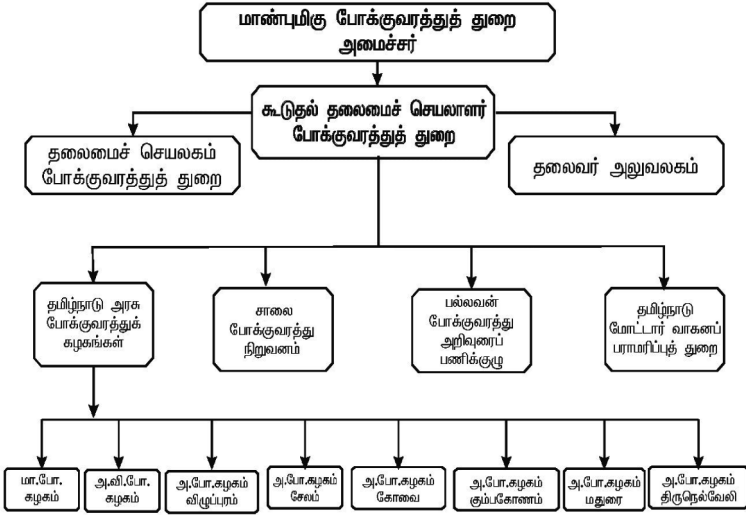 மாண்புமிகு போக்குவரத்துத் துறை
அமைச்சர்
கூடுதல் தலைமைச் செயலாளர்
போக்குவரத்துத் துறை
தலைமைச் செயலகம்
போக்குவரத்துத் துறை
தலைவர் அலுவலகம்
தமிழ்நாடு அரசு
போக்குவரத்துக்
கழகங்கள்
சாலை
போக்குவரத்து
நிறுவனம்
பல்லவன்
போக்குவரத்து
அறிவுரைப்
பணிக்குழு
தமிழ்நாடு
மோட்டார் வாகனப்
பராமரிப்புத் துறை
மா.போ.
கழகம்
அ.வி.போ.
கழகம்
அ.போ.கழகம்
விழுப்புரம்
அ.போ.கழகம்
சேலம்
அ.போ.கழகம்
கோவை
அ.போ.கழகம்
கும்பகோணம்
அ.போ.கழகம்
மதுரை
அ.போ.கழகம்
திருநெல்வேலி